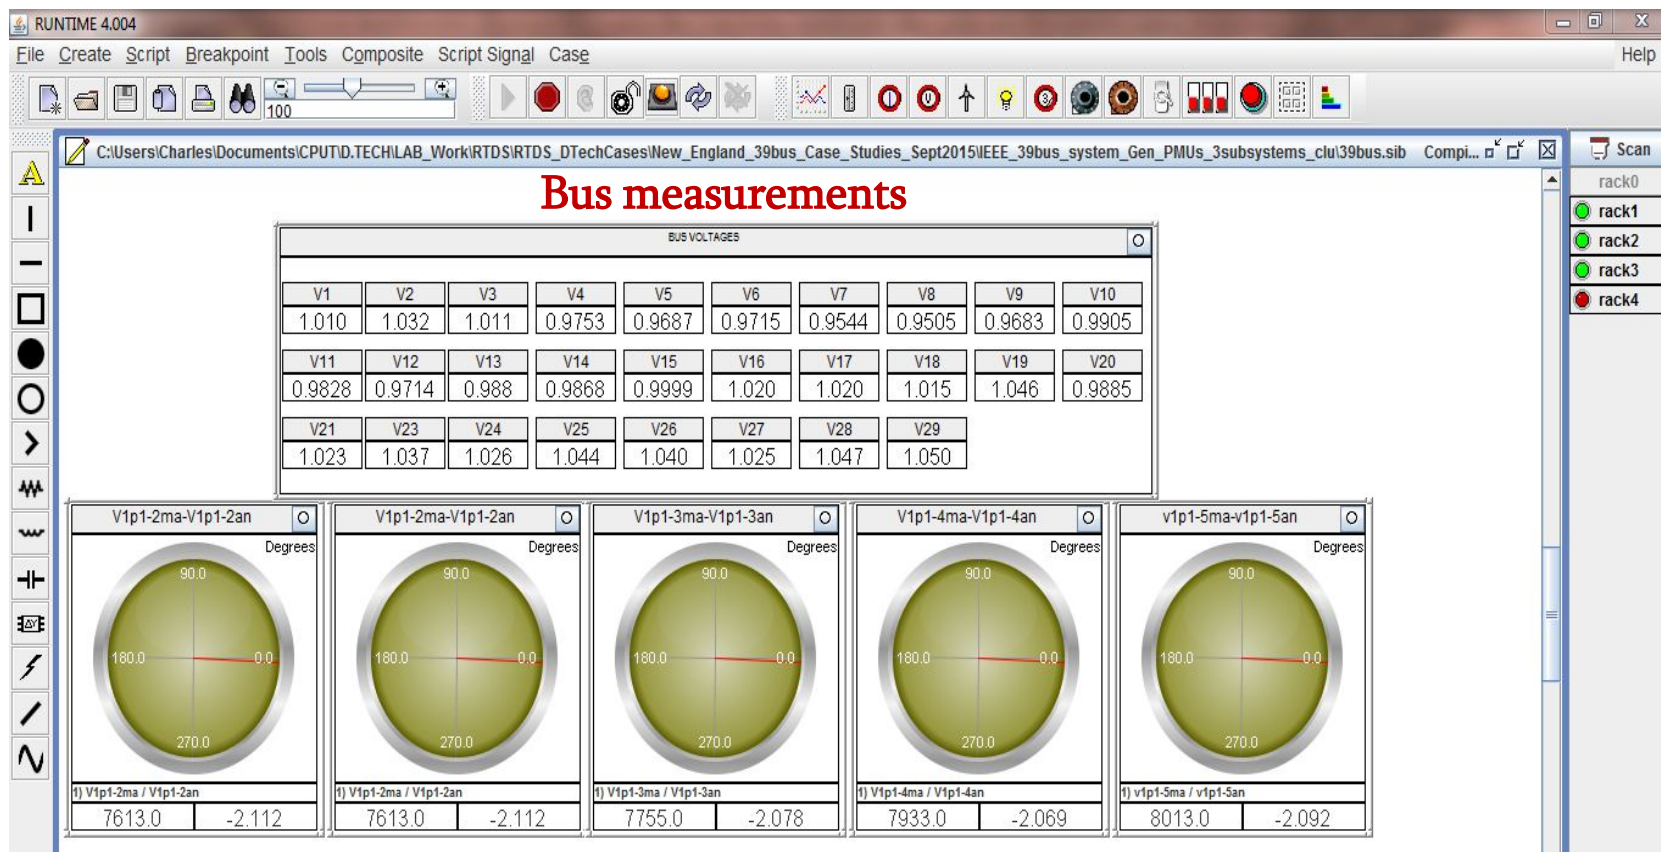 RUNTIME 4.004
File Create Script Breakpoint Tools Composite Script Signal Case Help
100
C:\Users\Charles\Documents\CPUT\D.TECH\LAB_Work\RTDS\RTDS_DTechCases\New_England_39bus_Case_Studies_Sept2015\IEEE_39bus_system_Gen_PMUs_3subsystems_clu\39bus.sib Compi...
Scan
rack0
rack1
rack2
rack3
rack4
Bus measurements
BUS VOLTAGES
V1 V2 V3 V4 V5 V6 V7 V8 V9 V10
1.010 1.032 1.011 0.9753 0.9687 0.9715 0.9544 0.9505 0.9683 0.9905
V11 V12 V13 V14 V15 V16 V17 V18 V19 V20
0.9828 0.9714 0.988 0.9868 0.9999 1.020 1.020 1.015 1.046 0.9885
V21 V23 V24 V25 V26 V27 V28 V29
1.023 1.037 1.026 1.044 1.040 1.025 1.047 1.050
V1p1-2ma-V1p1-2an V1p1-2ma-V1p1-2an V1p1-3ma-V1p1-3an V1p1-4ma-V1p1-4an v1p1-5ma-v1p1-5an
Degrees Degrees Degrees Degrees Degrees
90.0 90.0 90.0 90.0 90.0
180.0 0.0 180.0 0.0 180.0 0.0 180.0 0.0 180.0 0.0
270.0 270.0 270.0 270.0 270.0
1) V1p1-2ma / V1p1-2an 1) V1p1-2ma / V1p1-2an 1) V1p1-3ma / V1p1-3an 1) V1p1-4ma / V1p1-4an 1) v1p1-5ma / v1p1-5an
7613.0 -2.112 7613.0 -2.112 7755.0 -2.078 7933.0 -2.069 8013.0 -2.092